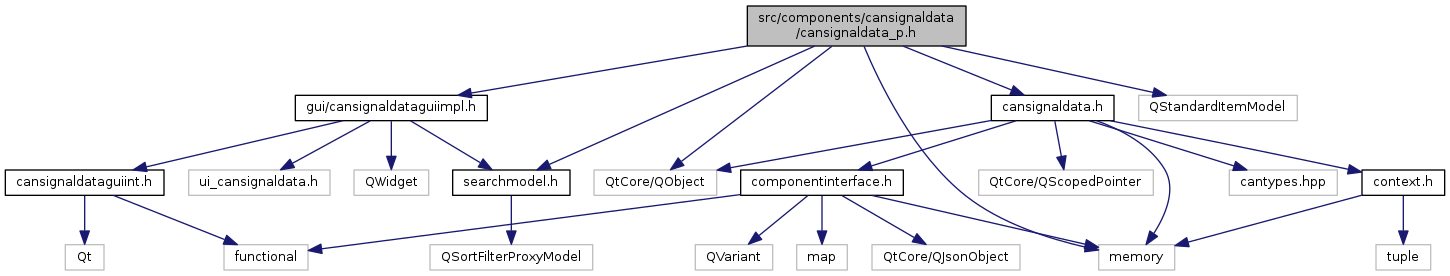 src/components/cansignaldata
/cansignaldata_p.h
gui/cansignaldataguiimpl.h
cansignaldata.h
QStandardItemModel
cansignaldataguiint.h
ui_cansignaldata.h
QWidget
searchmodel.h
QtCore/QObject
componentinterface.h
QtCore/QScopedPointer
cantypes.hpp
context.h
Qt
functional
QSortFilterProxyModel
QVariant
map
QtCore/QJsonObject
memory
tuple